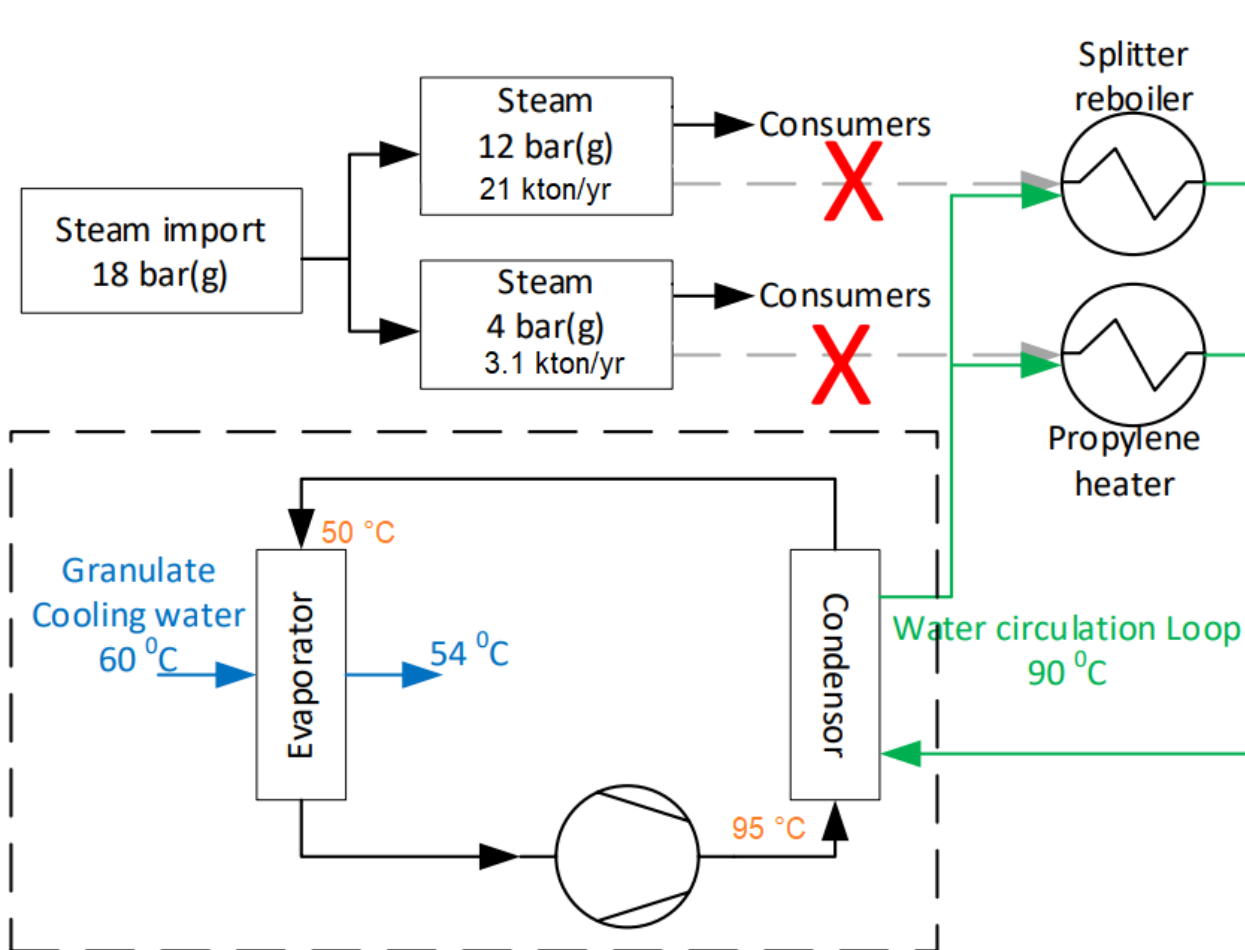 Splitter
reboiler
Steam
12 bar(g)
21 kton/yr
Consumers
Steam import
18 bar(g)
Steam
4 bar(g)
3.1 kton/yr
Consumers
Propylene
heater
50 °C
Granulate
Cooling water
60 ⁰C
Evaporator
54 ⁰C
Condensor
Water circulation Loop
90 ⁰C
95 °C